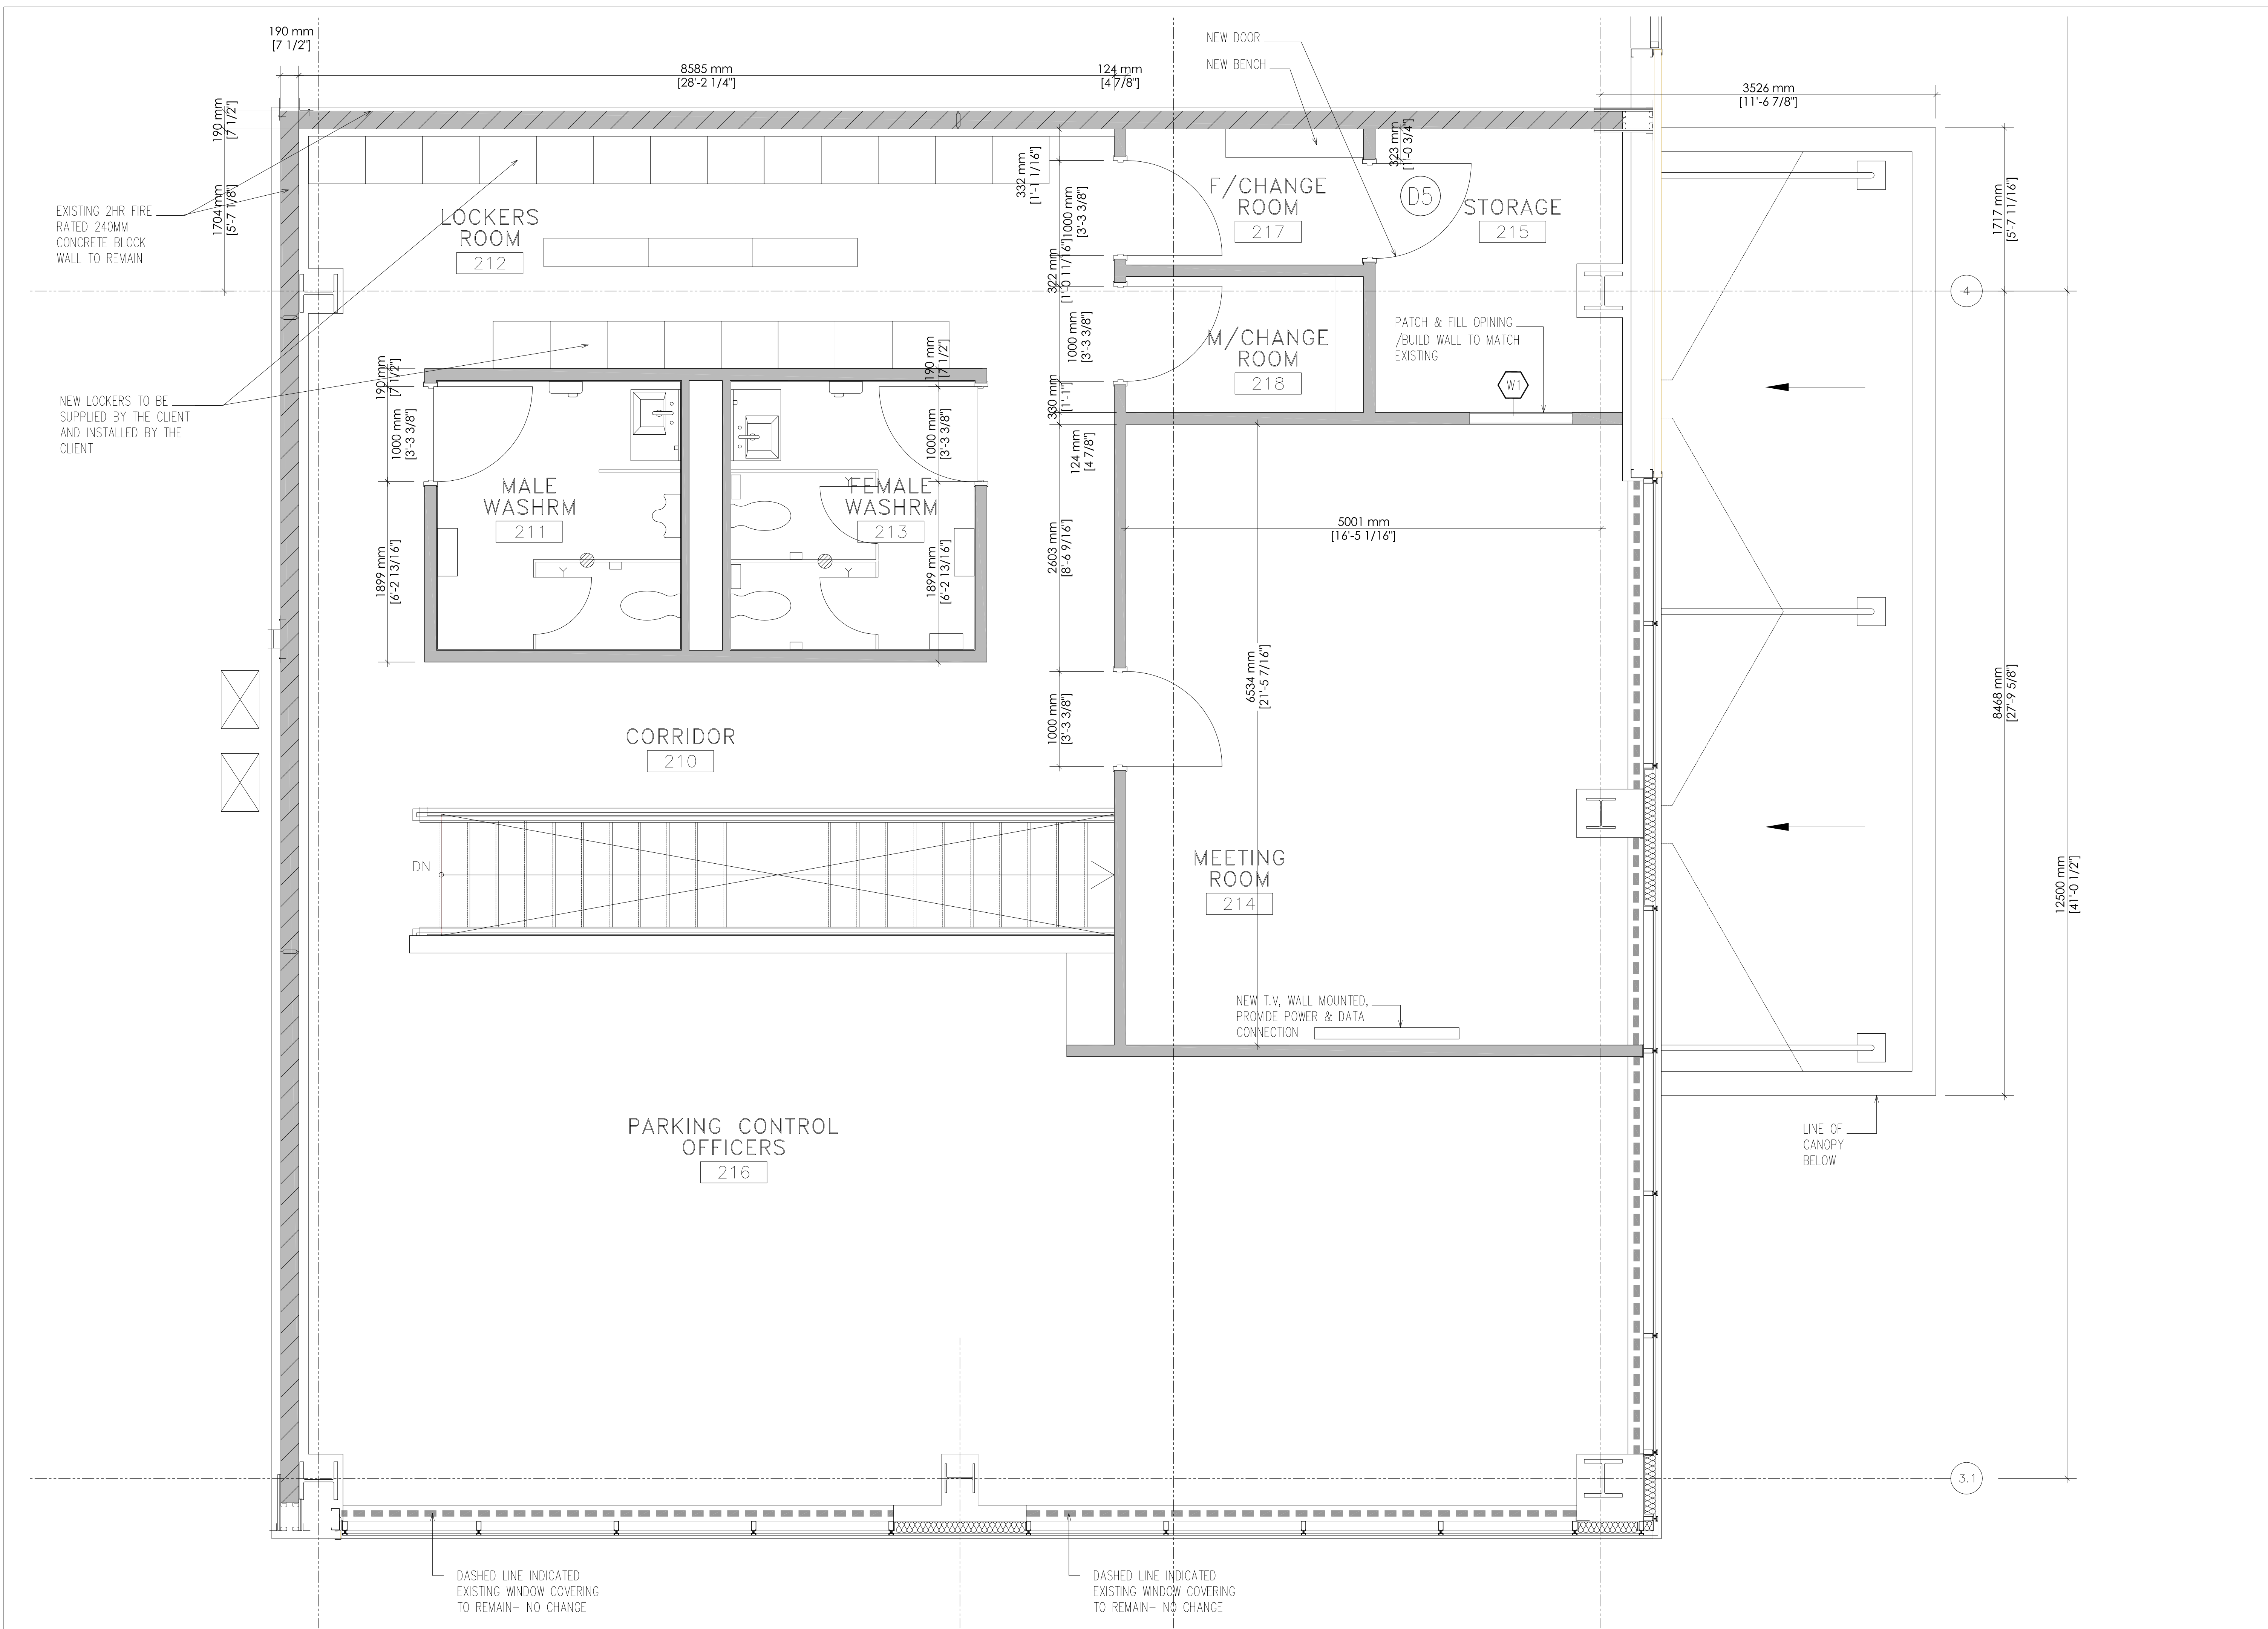 190 mm
[7 1/2"]
8585 mm
[28'-2 1/4"]
124 mm
[4 7/8"]
NEW DOOR
NEW BENCH
3526 mm
[11'-6 7/8"]
190 mm
[7 1/2"]
1704 mm
[5'-7 1/8"]
EXISTING 2HR FIRE
RATED 240MM
CONCRETE BLOCK
WALL TO REMAIN
LOCKERS
ROOM
212
332 mm
[1'-1 1/16"]
1000 mm
[3'-3 3/8"]
322 mm
[1'-0 11/16"]
1000 mm
[3'-3 3/8"]
330 mm
[1'-1"]
124 mm
[4 7/8"]
F/CHANGE
ROOM
217
323 mm
[1'-0 3/4"]
D5
STORAGE
215
1717 mm
[5'-7 11/16"]
4
M/CHANGE
ROOM
218
PATCH & FILL OPINING
/BUILD WALL TO MATCH
EXISTING
W1
NEW LOCKERS TO BE
SUPPLIED BY THE CLIENT
AND INSTALLED BY THE
CLIENT
190 mm
[7 1/2"]
1000 mm
[3'-3 3/8"]
1899 mm
[6'-2 13/16"]
MALE
WASHRM
211
190 mm
[7 1/2"]
1000 mm
[3'-3 3/8"]
1899 mm
[6'-2 13/16"]
FEMALE
WASHRM
213
2603 mm
[8'-6 9/16"]
5001 mm
[16'-5 1/16"]
6534 mm
[21'-5 7/16"]
1000 mm
[3'-3 3/8"]
8468 mm
[27'-9 5/8"]
12500 mm
[41'-0 1/2"]
CORRIDOR
210
DN
MEETING
ROOM
214
NEW T.V, WALL MOUNTED,
PROVIDE POWER & DATA
CONNECTION
PARKING CONTROL
OFFICERS
216
LINE OF
CANOPY
BELOW
3.1
DASHED LINE INDICATED
EXISTING WINDOW COVERING
TO REMAIN- NO CHANGE
DASHED LINE INDICATED
EXISTING WINDOW COVERING
TO REMAIN- NO CHANGE